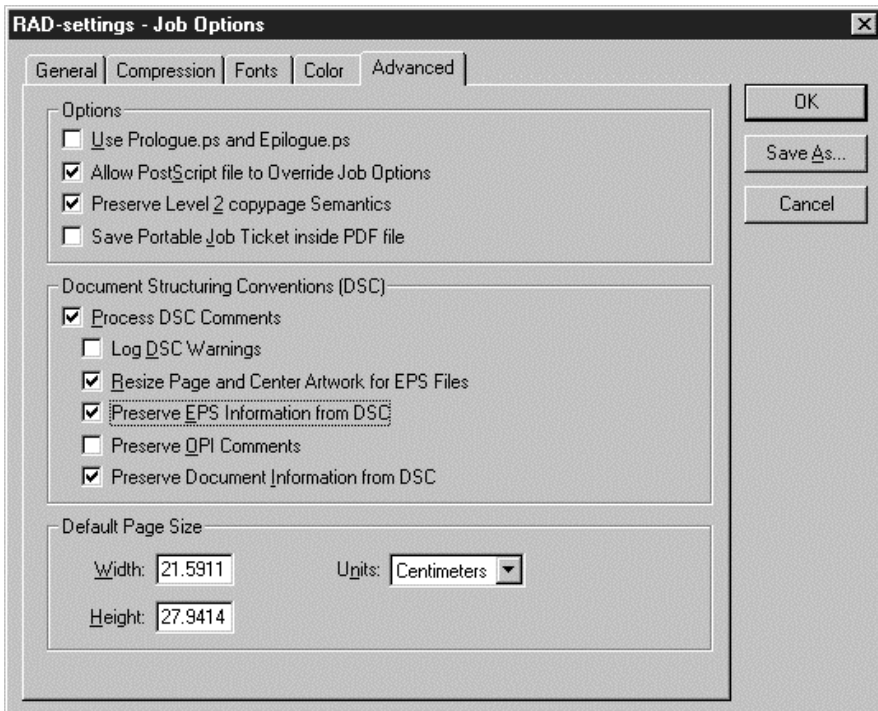 RAD-settings - Job Options
General Compression Fonts Color Advanced
OK
Save As...
Cancel
Options
Use Prologue.ps and Epilogue.ps
Allow PostScript file to Override Job Options
Preserve Level 2 copypage Semantics
Save Portable Job Ticket inside PDF file
Document Structuring Conventions (DSC)
Process DSC Comments
Log DSC Warnings
Resize Page and Center Artwork for EPS Files
Preserve EPS Information from DSC
Preserve OPI Comments
Preserve Document Information from DSC
Default Page Size
Width: 21.5911 Units: Centimeters
Height: 27.9414